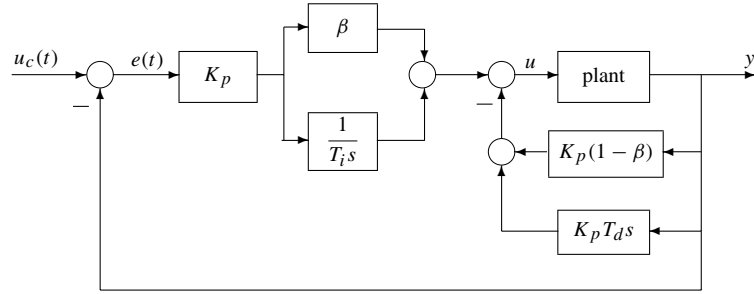 β
u_c(t)
e(t)
K_p
u
plant
y
−
−
1
T_i s
K_p(1 − β)
K_p T_d s